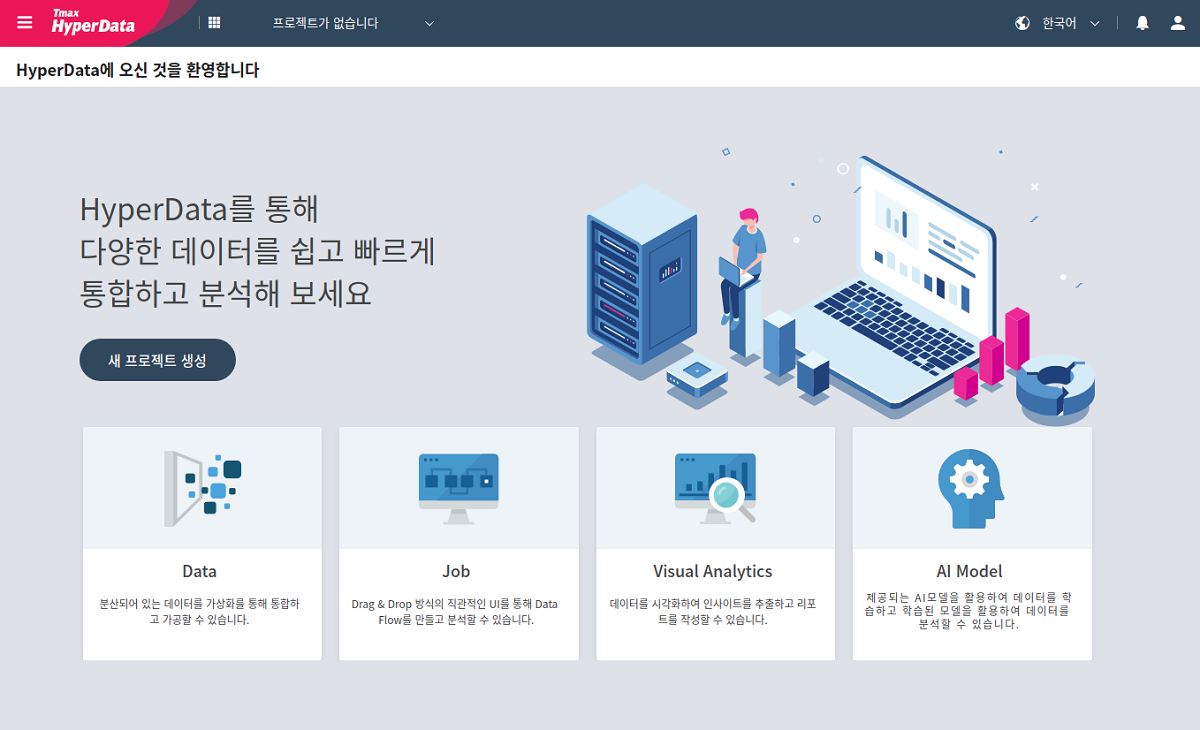 Tmax
HyperData
프로젝트가 없습니다
한국어
HyperData에 오신 것을 환영합니다
HyperData를 통해
다양한 데이터를 쉽고 빠르게
통합하고 분석해 보세요
새 프로젝트 생성
Data
분산되어 있는 데이터를 가상화를 통해 통합하
고 가공할 수 있습니다.
Job
Drag & Drop 방식의 직관적인 UI를 통해 Data
Flow를 만들고 분석할 수 있습니다.
Visual Analytics
데이터를 시각화하여 인사이트를 추출하고 리포
트를 작성할 수 있습니다.
AI Model
제공되는 AI모델을 활용하여 데이터를 학
습하고 학습된 모델을 활용하여 데이터를
분석할 수 있습니다.